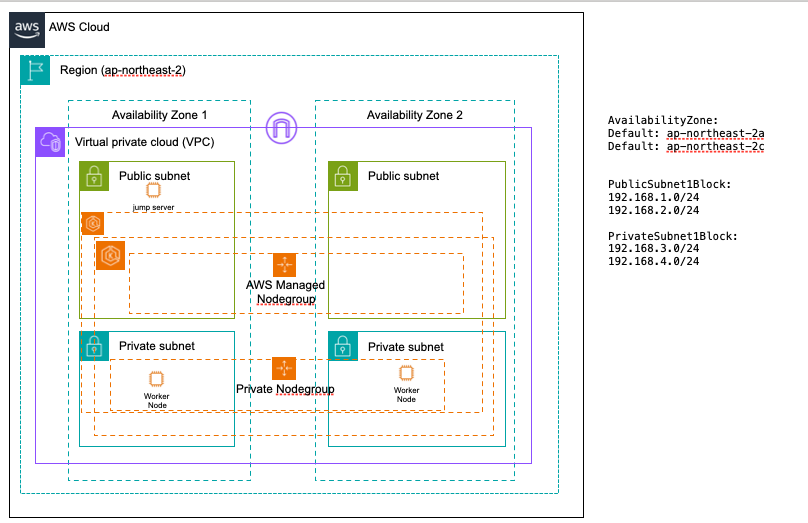 aws
AWS Cloud
Region (ap-northeast-2)
Availability Zone 1
Availability Zone 2
Virtual private cloud (VPC)
Public subnet
Public subnet
jump server
AWS Managed
Nodegroup
Private subnet
Private subnet
Private Nodegroup
Worker
Node
Worker
Node
AvailabilityZone:
Default: ap-northeast-2a
Default: ap-northeast-2c
PublicSubnet1Block:
192.168.1.0/24
192.168.2.0/24
PrivateSubnet1Block:
192.168.3.0/24
192.168.4.0/24